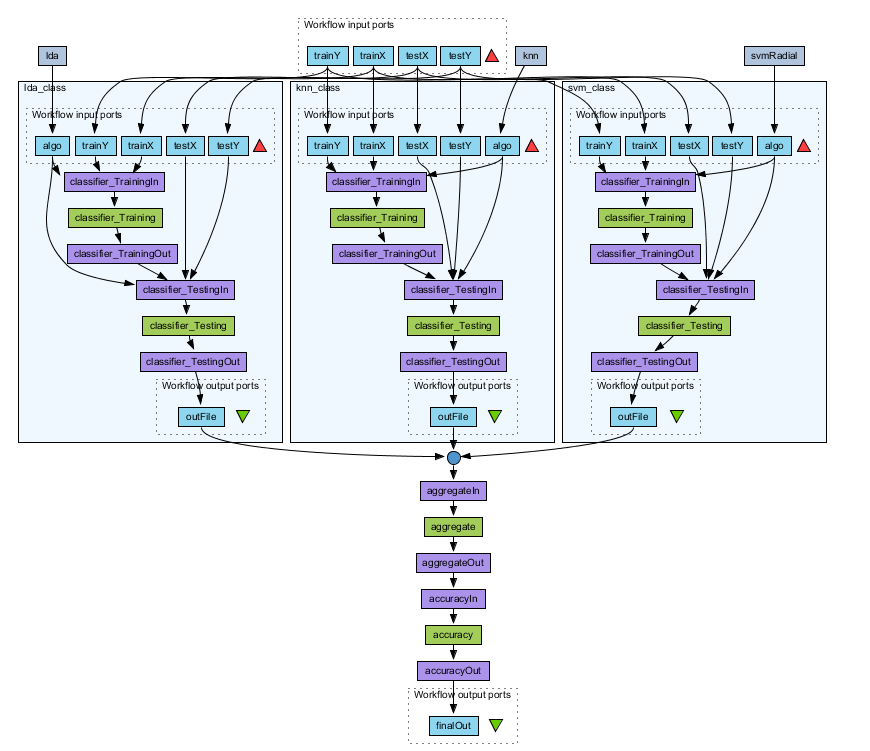 Workflow input ports
lda
trainY
trainX
testX
testY
knn
svmRadial
lda_class
knn_class
svm_class
Workflow input ports
Workflow input ports
Workflow input ports
algo
trainY
trainX
testX
testY
trainY
trainX
testX
testY
algo
trainY
trainX
testX
testY
algo
classifier_TrainingIn
classifier_TrainingIn
classifier_TrainingIn
classifier_Training
classifier_Training
classifier_Training
classifier_TrainingOut
classifier_TrainingOut
classifier_TrainingOut
classifier_TestingIn
classifier_TestingIn
classifier_TestingIn
classifier_Testing
classifier_Testing
classifier_Testing
classifier_TestingOut
classifier_TestingOut
classifier_TestingOut
Workflow output ports
Workflow output ports
Workflow output ports
outFile
outFile
outFile
aggregateIn
aggregate
aggregateOut
accuracyIn
accuracy
accuracyOut
Workflow output ports
finalOut